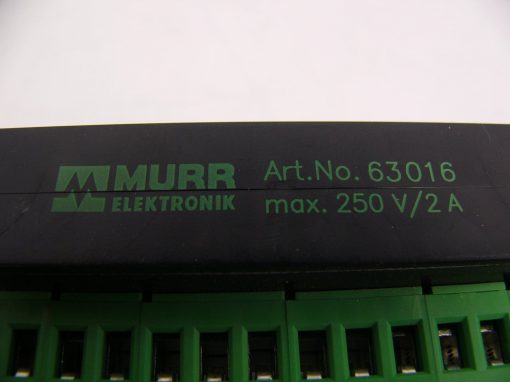 MURR
ELEKTRONIK
Art.No. 63016
max. 250 V/2 A